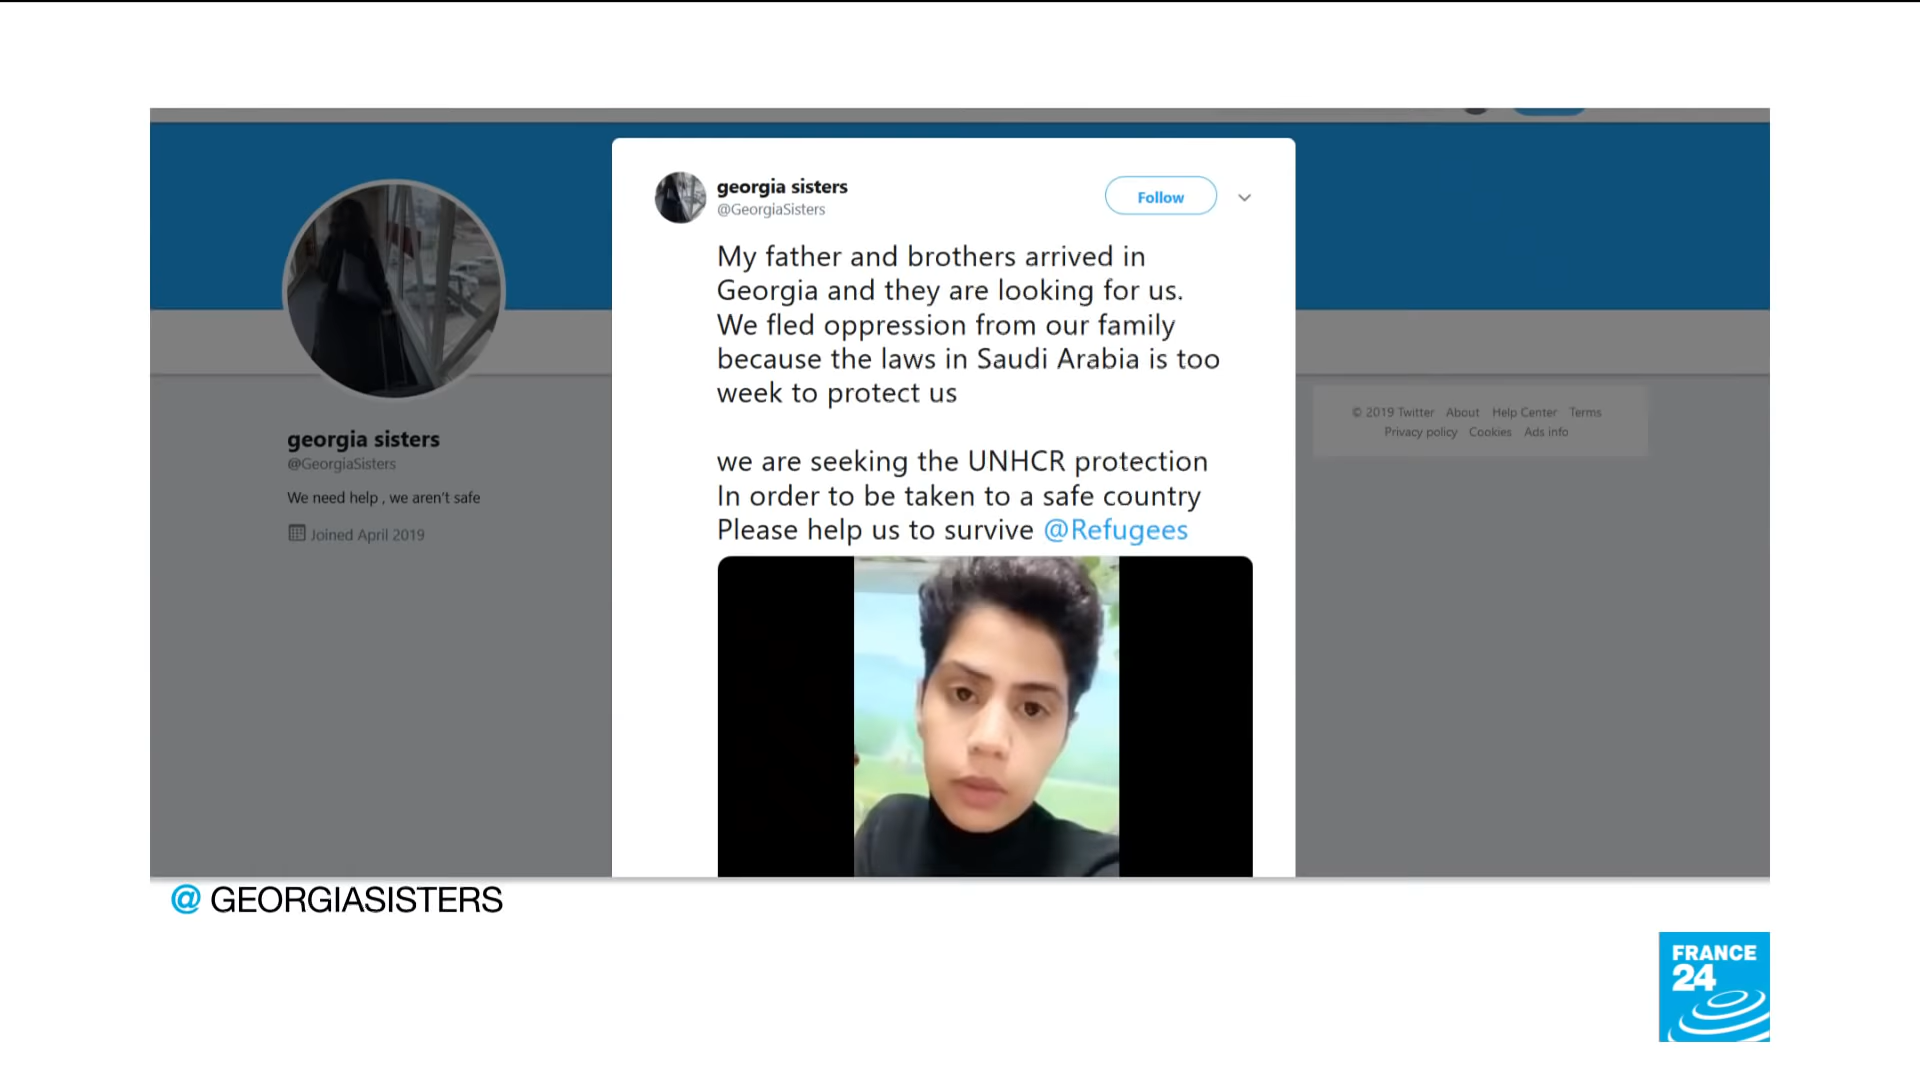 georgia sisters
@GeorgiaSisters
Follow
My father and brothers arrived in
Georgia and they are looking for us.
We fled oppression from our family
because the laws in Saudi Arabia is too
week to protect us
we are seeking the UNHCR protection
In order to be taken to a safe country
Please help us to survive @Refugees
georgia sisters
@GeorgiaSisters
We need help , we aren't safe
Joined April 2019
© 2019 Twitter About Help Center Terms
Privacy policy Cookies Ads info
@ GEORGIASISTERS
FRANCE
24